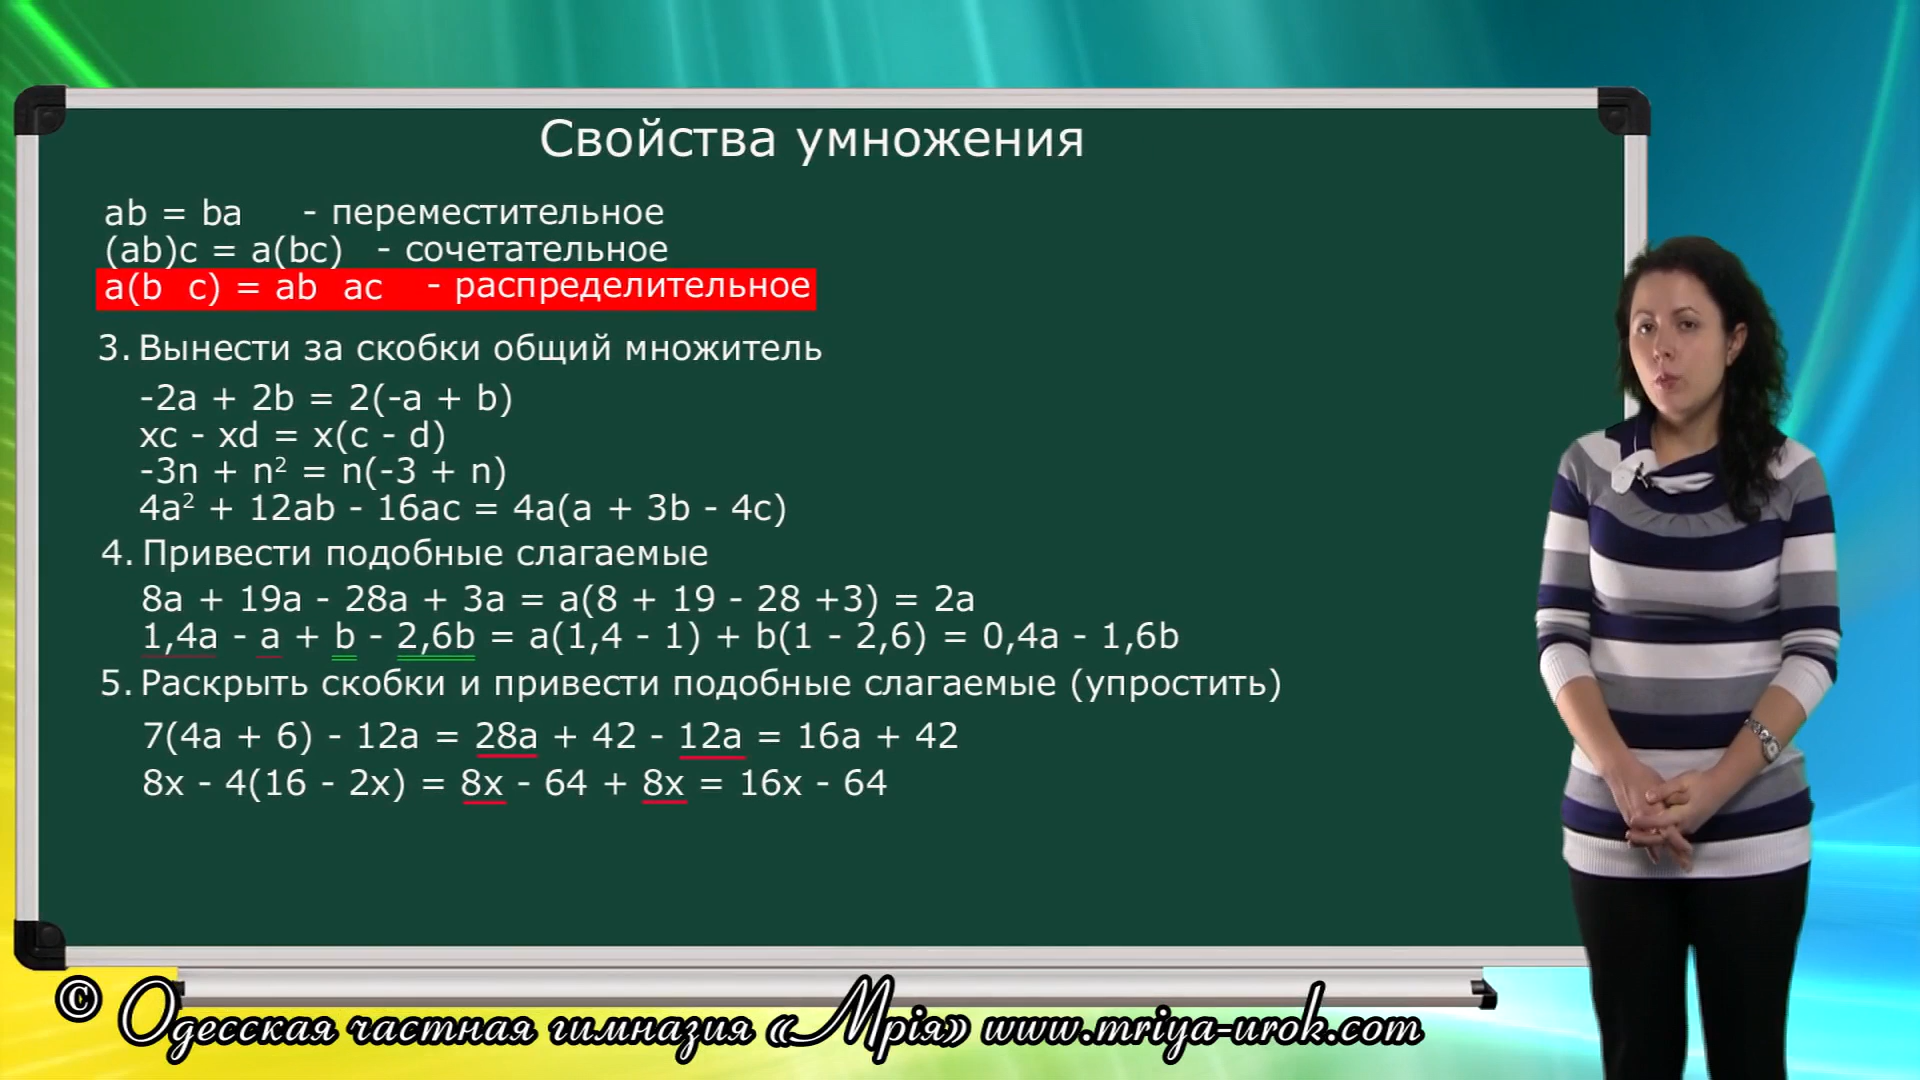 Свойства умножения
ab = ba - переместительное
(ab)c = a(bc) - сочетательное
a(b c) = ab ac - распределительное
3. Вынести за скобки общий множитель
-2a + 2b = 2(-a + b)
xc - xd = x(c - d)
-3n + n² = n(-3 + n)
4a² + 12ab - 16ac = 4a(a + 3b - 4c)
4. Привести подобные слагаемые
8a + 19a - 28a + 3a = a(8 + 19 - 28 +3) = 2a
1,4a - a + b - 2,6b = a(1,4 - 1) + b(1 - 2,6) = 0,4a - 1,6b
5. Раскрыть скобки и привести подобные слагаемые (упростить)
7(4a + 6) - 12a = 28a + 42 - 12a = 16a + 42
8x - 4(16 - 2x) = 8x - 64 + 8x = 16x - 64
© Одесская частная гимназия «Мрія» www.mriya-urok.com